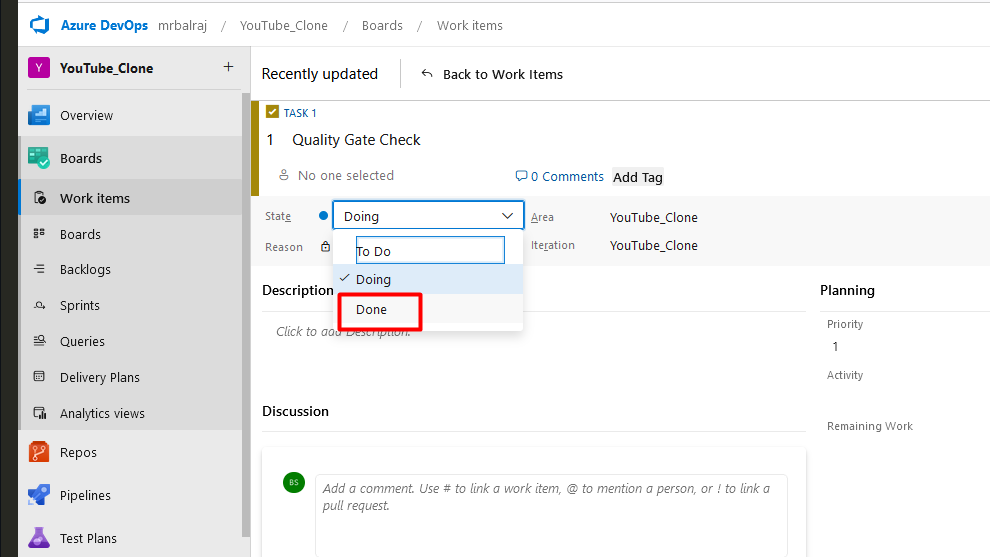 Azure DevOps mrbalraj / YouTube_Clone / Boards / Work items
Y YouTube_Clone +
Recently updated
Back to Work Items
Overview
Boards
Work items
Boards
Backlogs
Sprints
Queries
Delivery Plans
Analytics views
Repos
Pipelines
Test Plans
TASK 1
1 Quality Gate Check
No one selected
0 Comments
Add Tag
State
Doing
Area
YouTube_Clone
Reason
Iteration
YouTube_Clone
To Do
Doing
Done
Description
Click to add Description.
Planning
Priority
1
Activity
Remaining Work
Discussion
BS
Add a comment. Use # to link a work item, @ to mention a person, or ! to link a
pull request.